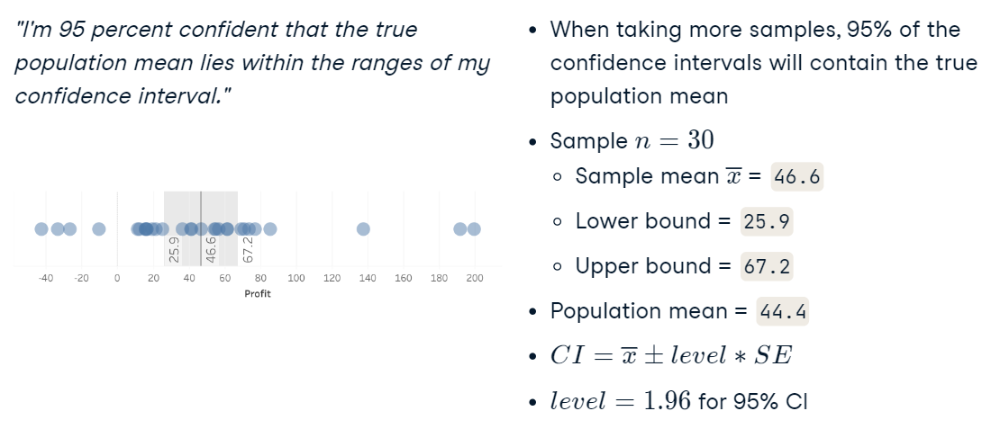 "I'm 95 percent confident that the true
population mean lies within the ranges of my
confidence interval."
25.9
46.6
67.2
-40 -20 0 20 40 60 80 100 120 140 160 180 200
Profit
• When taking more samples, 95% of the
confidence intervals will contain the true
population mean
• Sample n = 30
◦ Sample mean x̅ = 46.6
◦ Lower bound = 25.9
◦ Upper bound = 67.2
• Population mean = 44.4
• CI = x̅ ± level * SE
• level = 1.96 for 95% CI